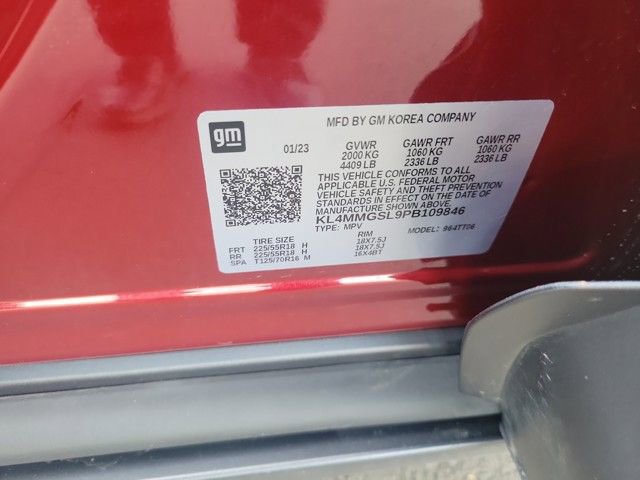 MFD BY GM KOREA COMPANY
gm
01/23 GVWR GAWR FRT GAWR RR
2000 KG 1060 KG 1060 KG
4409 LB 2336 LB 2336 LB
THIS VEHICLE CONFORMS TO ALL
APPLICABLE U.S. FEDERAL MOTOR
VEHICLE SAFETY AND THEFT PREVENTION
STANDARDS IN EFFECT ON THE DATE OF
MANUFACTURE SHOWN ABOVE.
KL4MMGSL9PB109846
TYPE: MPV MODEL: 964TT06
TIRE SIZE RIM
FRT 225/55R18 H 18X7.5J
RR 225/55R18 H 18X7.5J
SPA T125/70R16 M 16X4BT